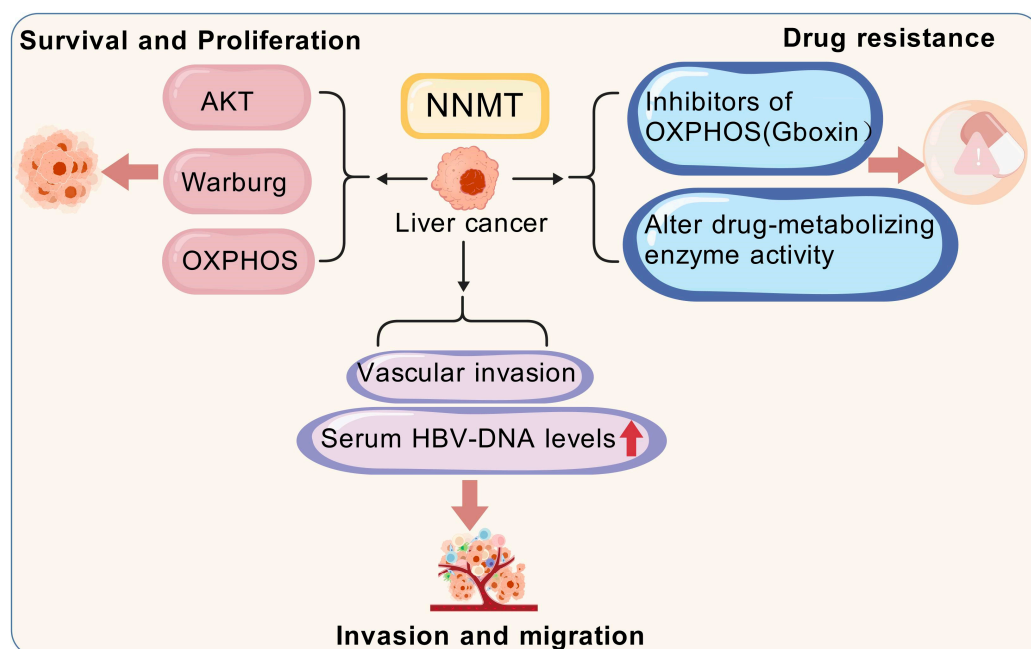 Survival and Proliferation
Drug resistance
AKT
Warburg
OXPHOS
NNMT
Liver cancer
Inhibitors of
OXPHOS(Gboxin）
Alter drug-metabolizing
enzyme activity
Vascular invasion
Serum HBV-DNA levels
Invasion and migration